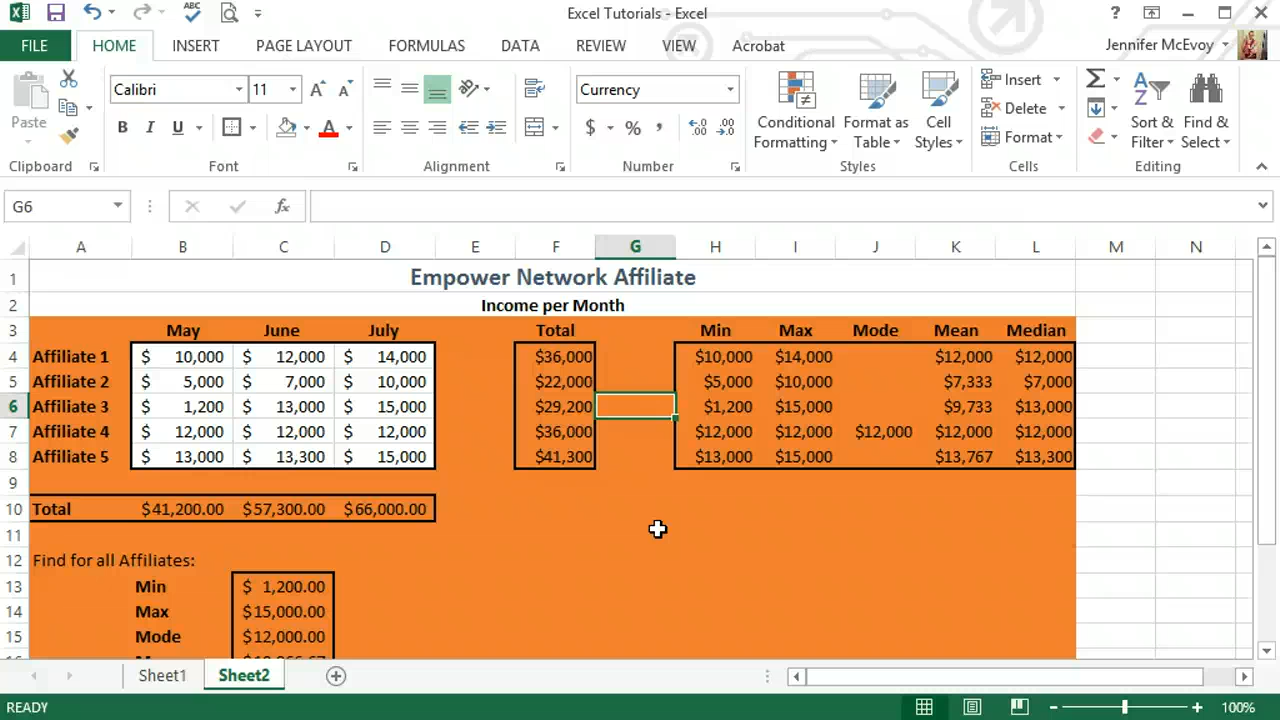 Excel Tutorials - Excel
?
FILE HOME INSERT PAGE LAYOUT FORMULAS DATA REVIEW VIEW Acrobat Jennifer McEvoy
Paste Calibri 11 Currency Conditional Formatting Format as Table Cell Styles Insert Delete Format Sort & Filter Find & Select
B I U A $ % ,
Clipboard Font Alignment Number Styles Cells Editing
G6 fx
A B C D E F G H I J K L M N
1 Empower Network Affiliate
2 Income per Month
3 May June July Total Min Max Mode Mean Median
4 Affiliate 1 $ 10,000 $ 12,000 $ 14,000 $36,000 $10,000 $14,000 $12,000 $12,000
5 Affiliate 2 $ 5,000 $ 7,000 $ 10,000 $22,000 $5,000 $10,000 $7,333 $7,000
6 Affiliate 3 $ 1,200 $ 13,000 $ 15,000 $29,200 $1,200 $15,000 $9,733 $13,000
7 Affiliate 4 $ 12,000 $ 12,000 $ 12,000 $36,000 $12,000 $12,000 $12,000 $12,000 $12,000
8 Affiliate 5 $ 13,000 $ 13,300 $ 15,000 $41,300 $13,000 $15,000 $13,767 $13,300
9
10 Total $41,200.00 $57,300.00 $66,000.00
11
12 Find for all Affiliates:
13 Min $ 1,200.00
14 Max $15,000.00
15 Mode $12,000.00
Sheet1 Sheet2
READY 100%